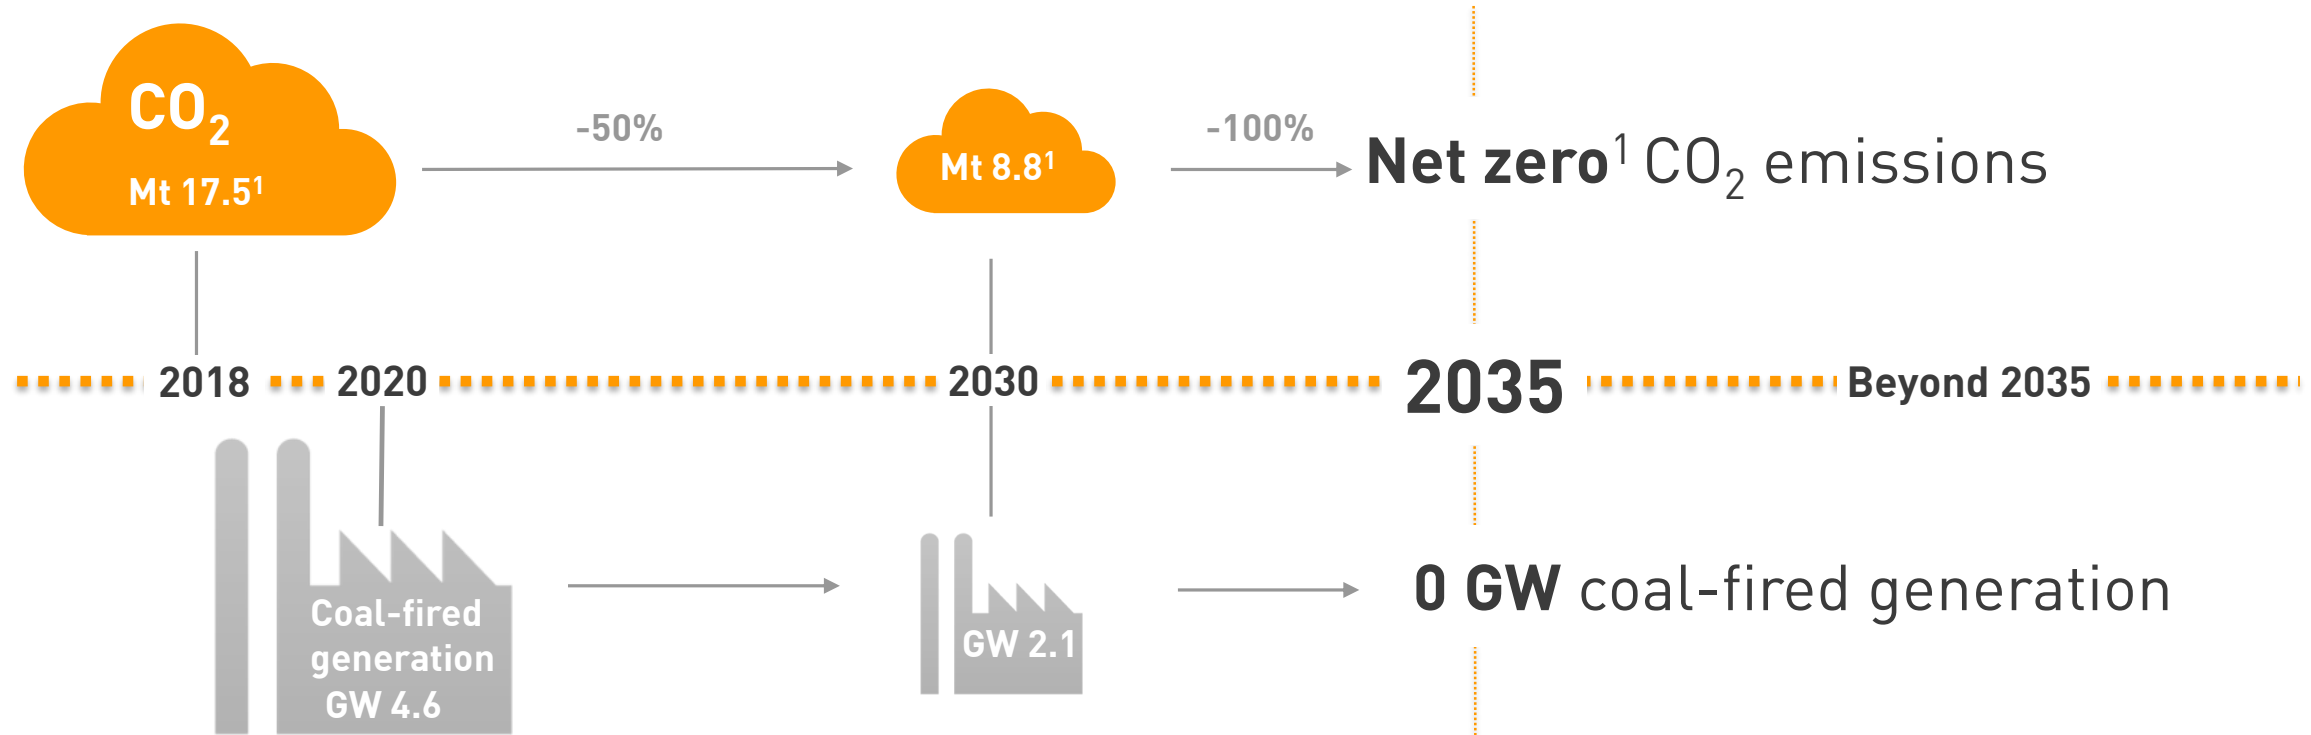 CO₂
Mt 17.5¹
-50%
Mt 8.8¹
-100%
Net zero¹ CO₂ emissions
2018
2020
2030
2035
Beyond 2035
Coal-fired
generation
GW 4.6
GW 2.1
0 GW coal-fired generation